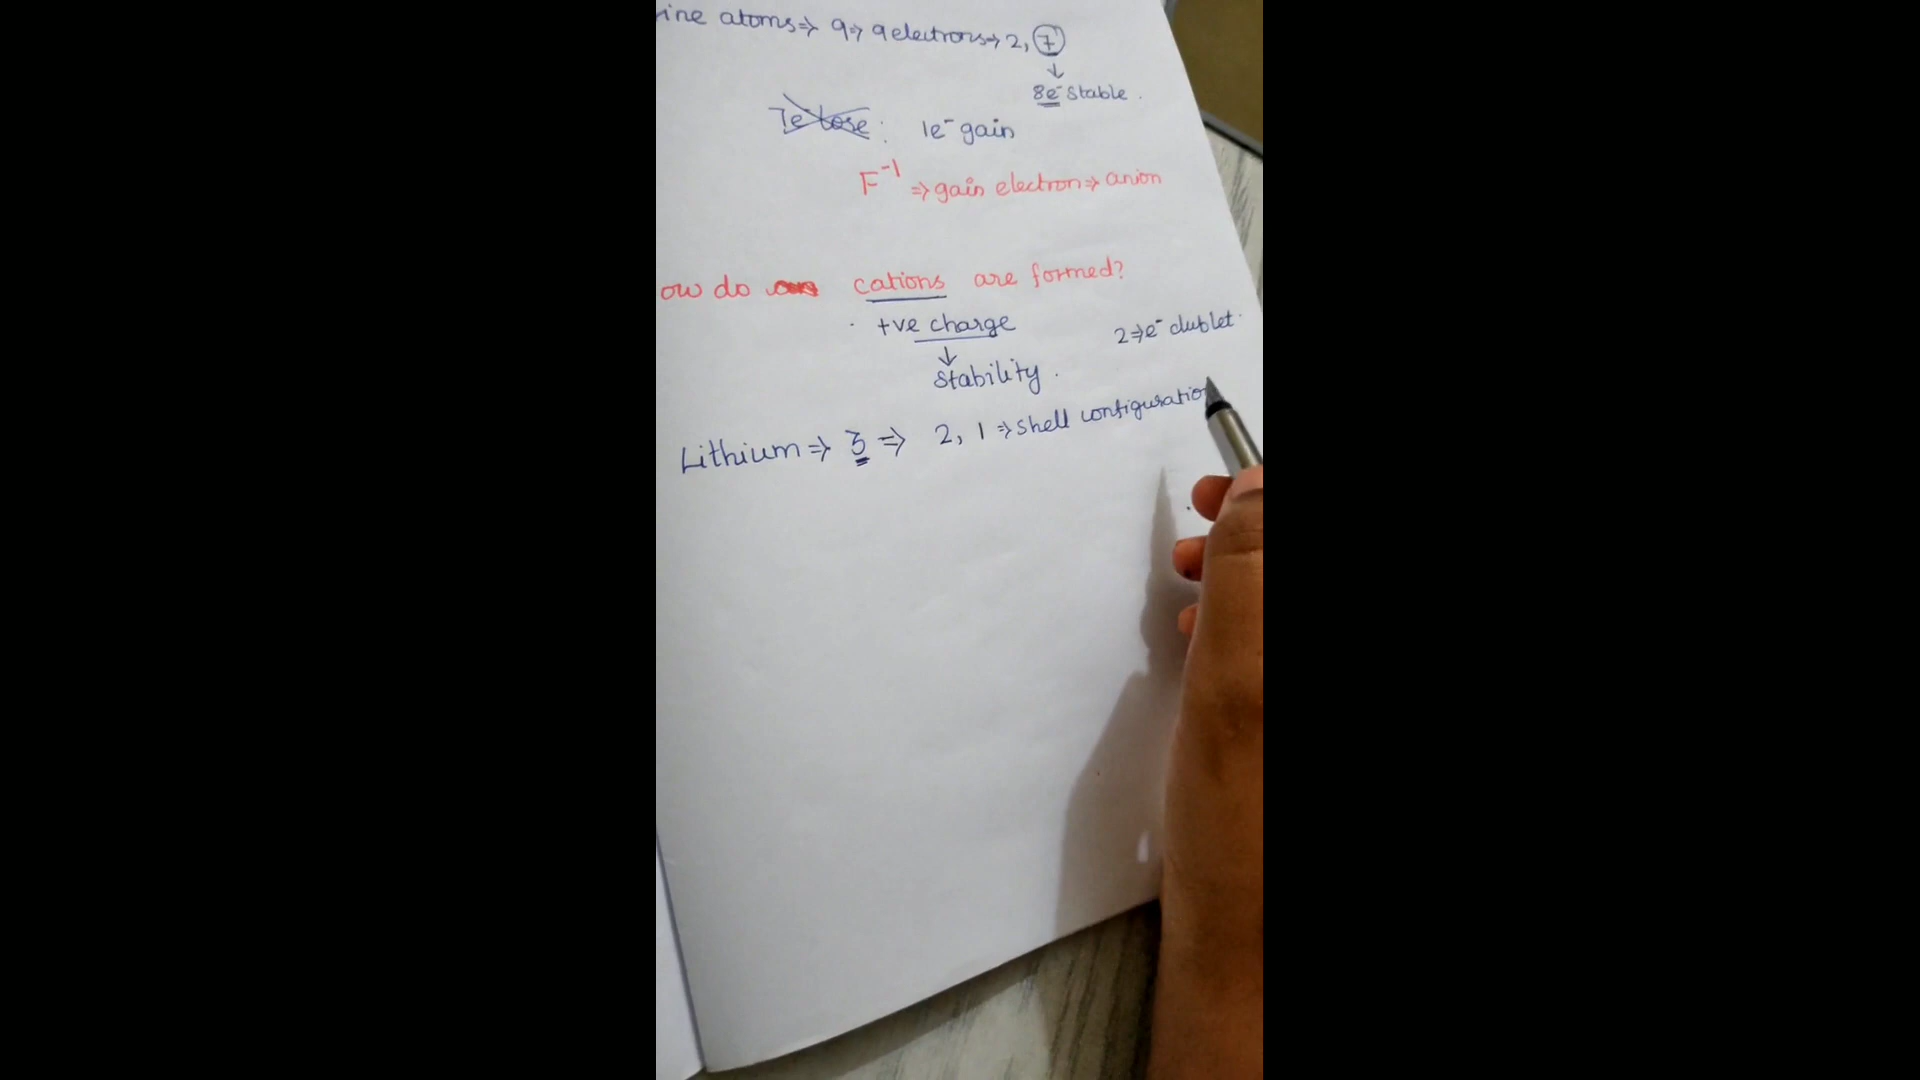 ine atoms ⇒ 9 ⇒ 9 electrons ⇒ 2, 7
↓
8e⁻ stable.
7e⁻ lose : 1e⁻ gain
F⁻¹ ⇒ gain electron ⇒ anion
ow do cations are formed?
+ve charge
2 ⇒ e⁻ dublet.
↓
Stability.
Lithium ⇒ 3 ⇒ 2, 1 ⇒ shell configuration